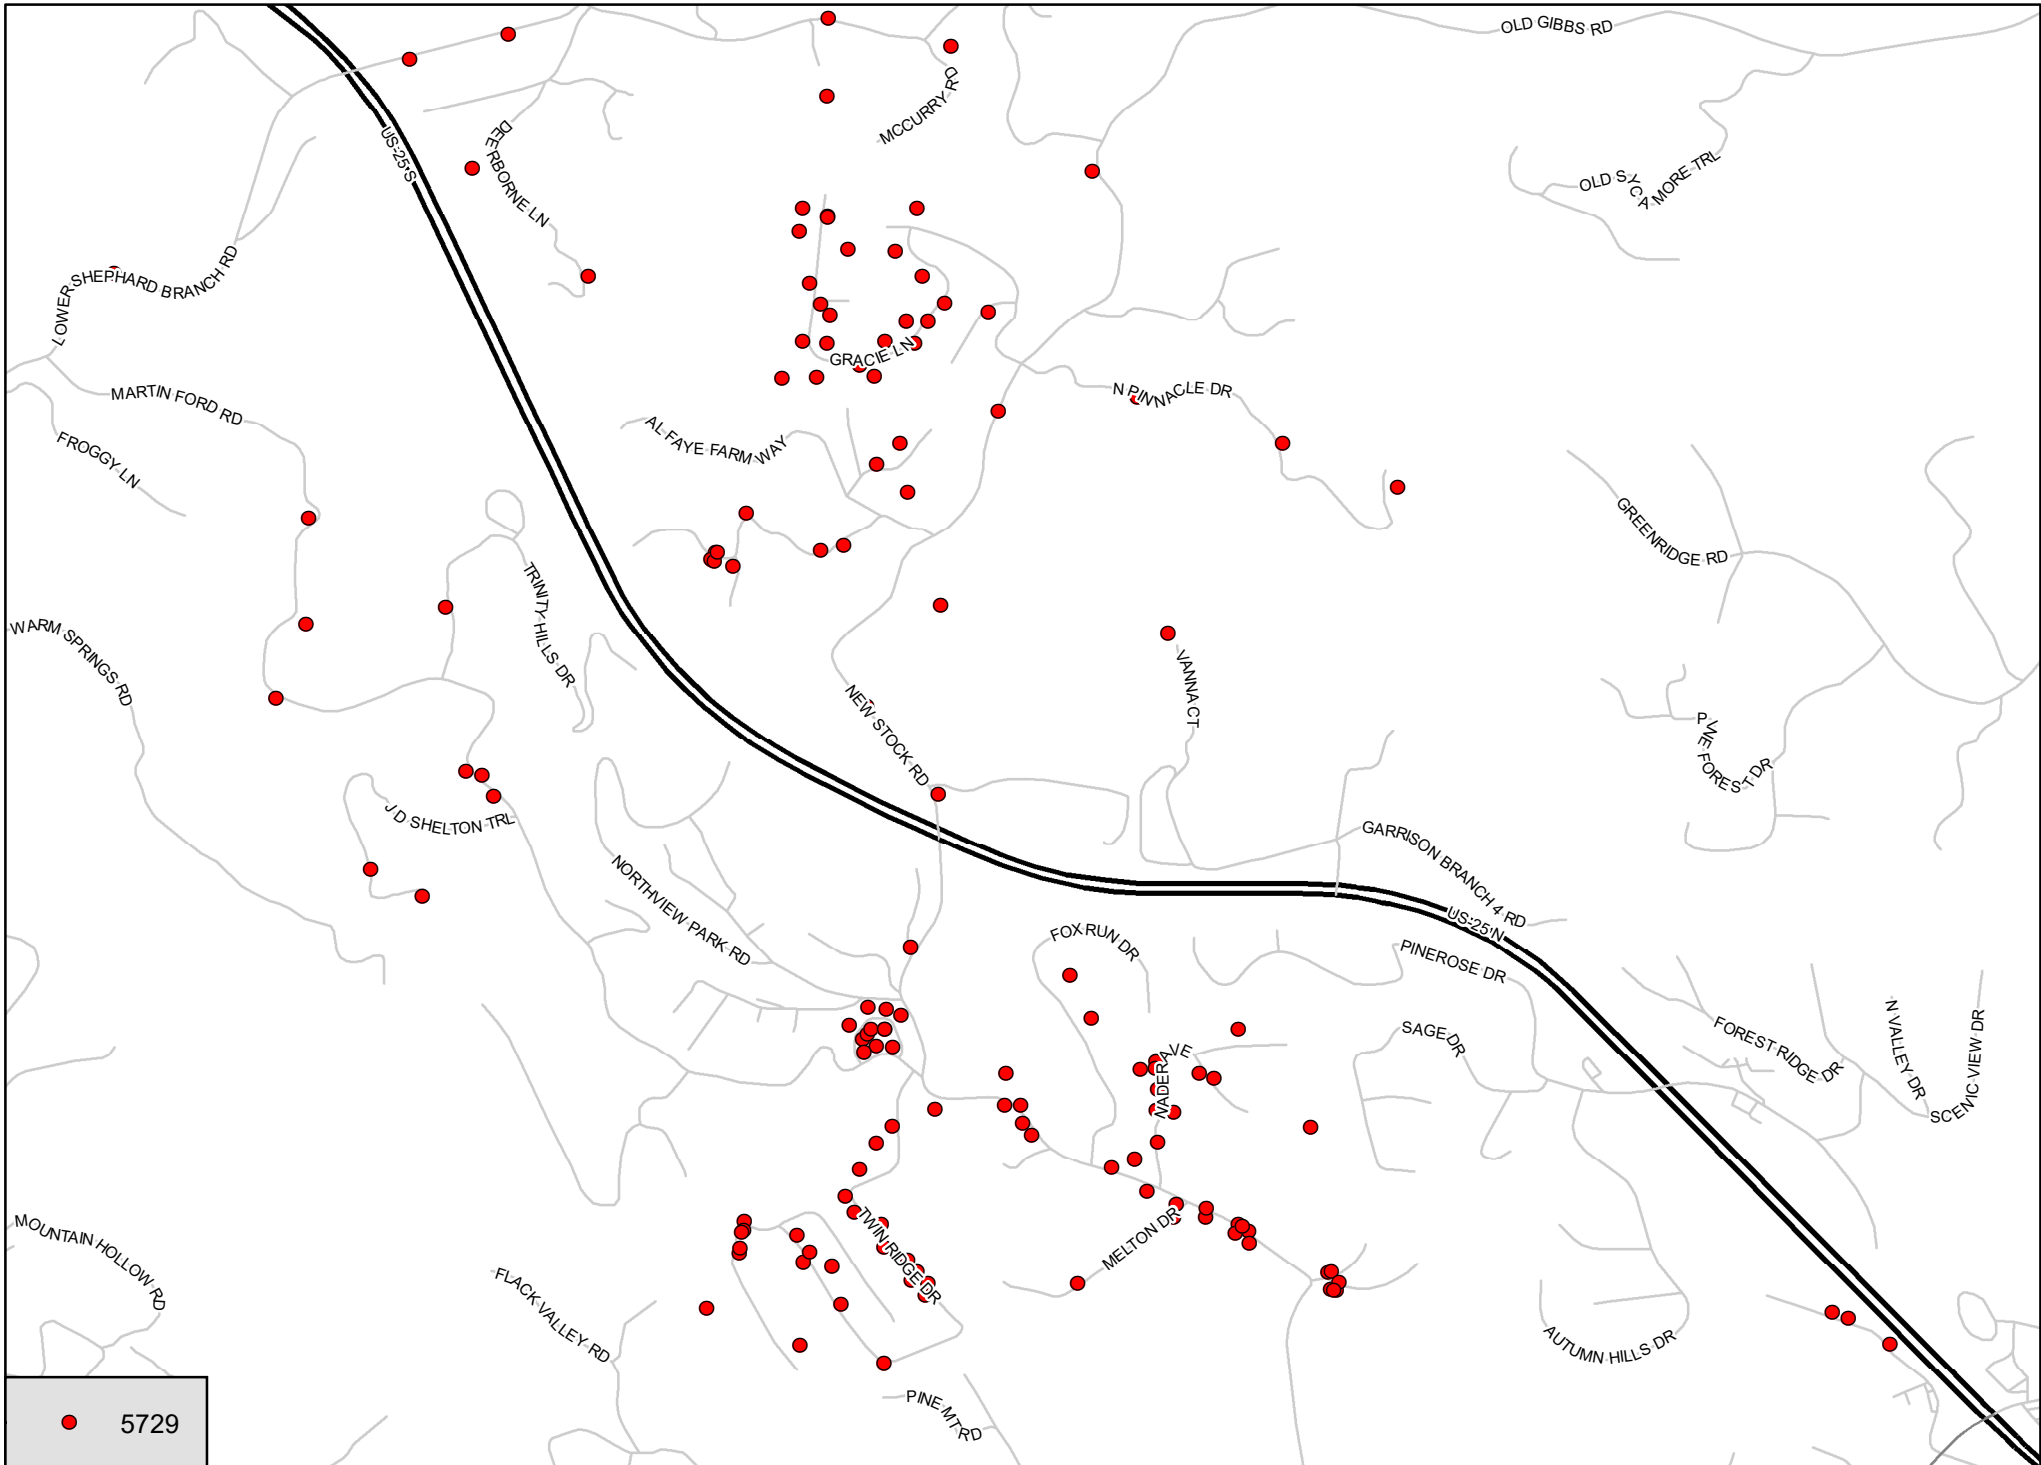 OLD GIBBS RD
MCCURRY RD
US-25 S
DEERBORNE LN
OLD SYCAMORE TRL
LOWER SHEPHARD BRANCH RD
GRACIE LN
MARTIN FORD RD
N PINNACLE DR
AL FAYE FARM WAY
FROGGY LN
GREENRIDGE RD
TRINITY HILLS DR
WARM SPRINGS RD
VANNA CT
NEW STOCK RD
PINE FOREST DR
J D SHELTON TRL
GARRISON BRANCH 4 RD
NORTHVIEW PARK RD
US-25 N
FOX RUN DR
PINEROSE DR
SAGE DR
FOREST RIDGE DR
N VALLEY DR
SCENIC VIEW DR
NADER AVE
MOUNTAIN HOLLOW RD
TWIN RIDGE DR
MELTON DR
FLACK VALLEY RD
AUTUMN HILLS DR
PINE MT RD
5729